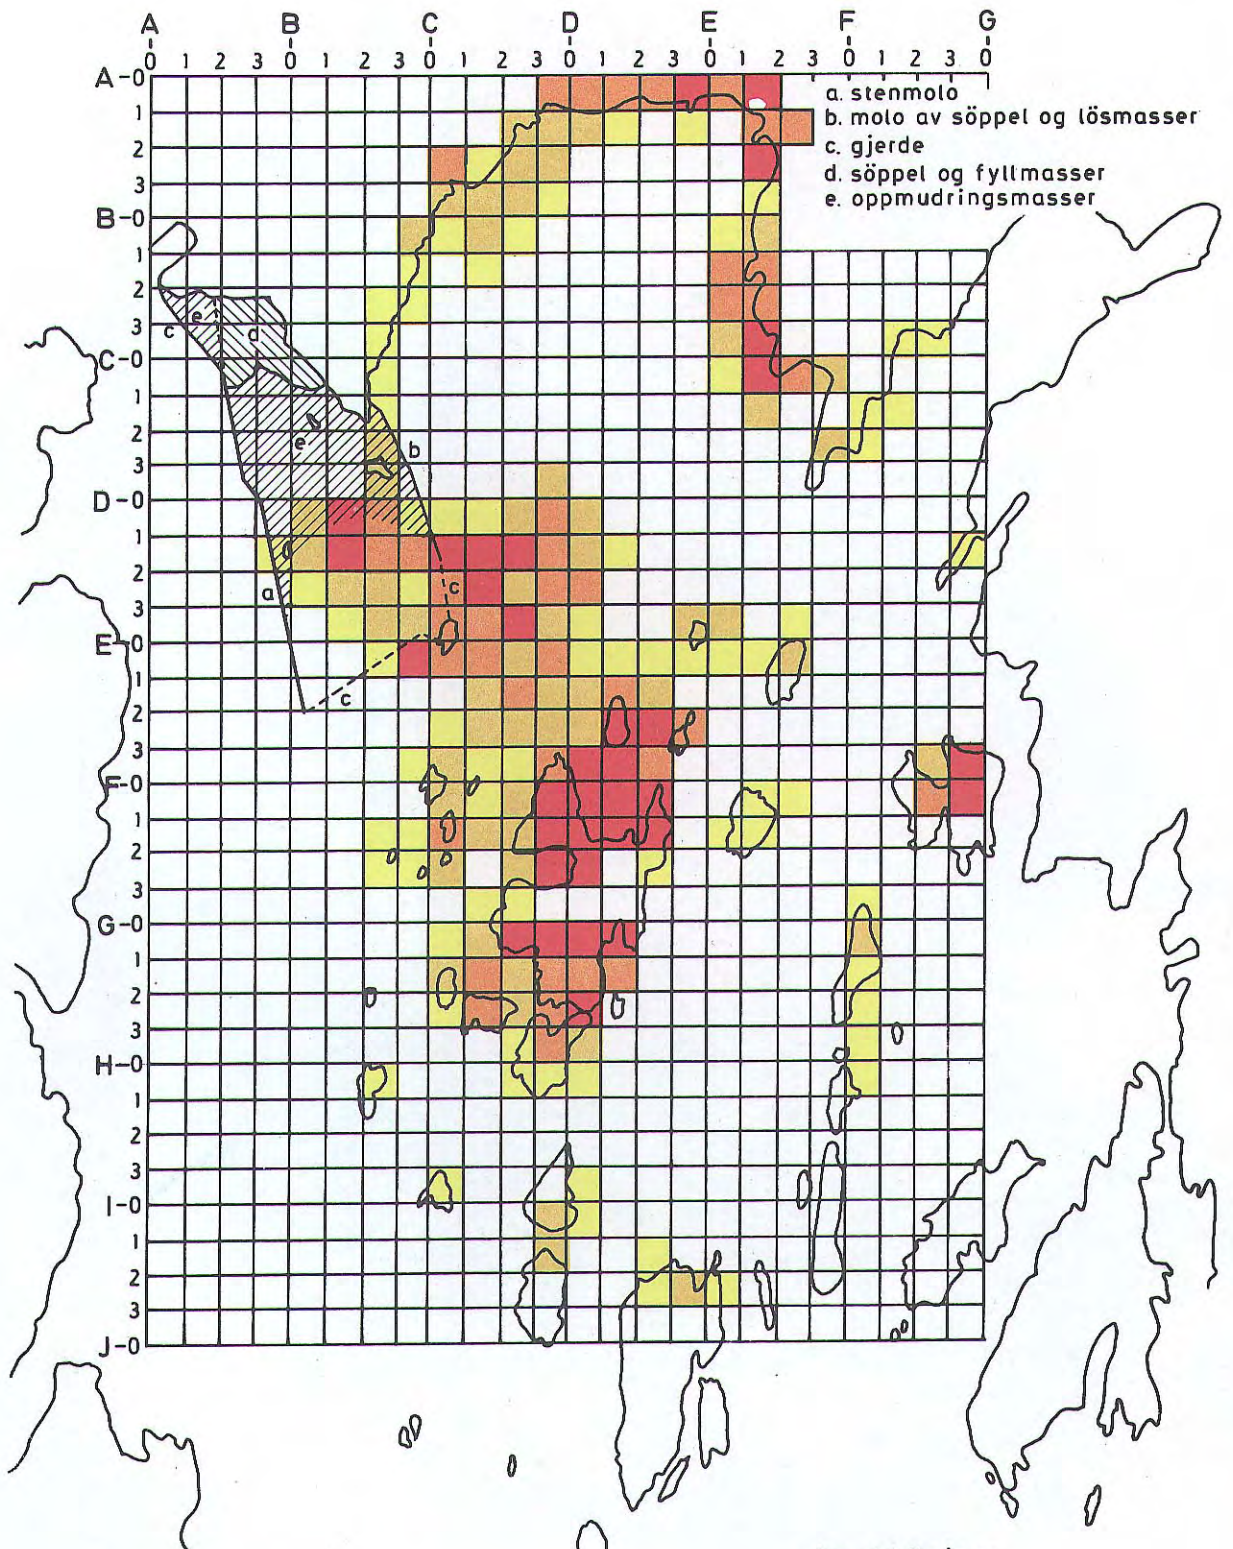 A B C D E F G
0 1 2 3 0 1 2 3 0 1 2 3 0 1 2 3 0 1 2 3 0 1 2 3 0
A-0
1
2
3
B-0
1
2
3
C-0
1
2
3
D-0
1
2
3
E-0
1
2
3
F-0
1
2
3
G-0
1
2
3
H-0
1
2
3
I-0
1
2
3
J-0
a. stenmolo
b. molo av söppel og lösmasser
c. gjerde
d. söppel og fyllmasser
e. oppmudringsmasser
e
c
d
e
b
a
c
c